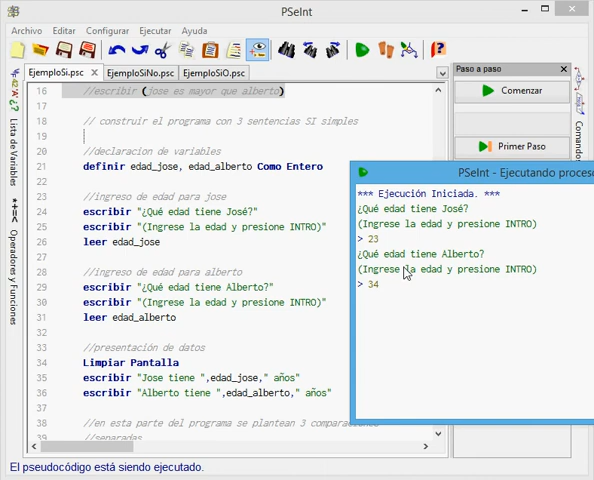 PSeInt
Archivo Editar Configurar Ejecutar Ayuda
EjemploSi.psc EjemploSiNo.psc EjemploSiO.psc
Paso a paso
Comenzar
Primer Paso
Lista de Variables
Operadores y Funciones
Comandos
16 //escribir (jose es mayor que alberto)
17
18 // construir el programa con 3 sentencias SI simples
19
20 //declaracion de variables
21 definir edad_jose, edad_alberto Como Entero
22
23 //ingreso de edad para jose
24 escribir "¿Qué edad tiene José?"
25 escribir "(Ingrese la edad y presione INTRO)"
26 leer edad_jose
27
28 //ingreso de edad para alberto
29 escribir "¿Qué edad tiene Alberto?"
30 escribir "(Ingrese la edad y presione INTRO)"
31 leer edad_alberto
32
33 //presentación de datos
34 Limpiar Pantalla
35 escribir "Jose tiene ",edad_jose," años"
36 escribir "Alberto tiene ",edad_alberto," años"
37
38 //en esta parte del programa se plantean 3 comparaciones
39 //separadas
PSeInt - Ejecutando proceso
*** Ejecución Iniciada. ***
¿Qué edad tiene José?
(Ingrese la edad y presione INTRO)
> 23
¿Qué edad tiene Alberto?
(Ingrese la edad y presione INTRO)
> 34
El pseudocódigo está siendo ejecutado.